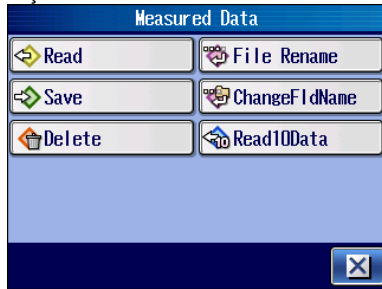 Measured Data
Read
File Rename
Save
ChangeFldName
Delete
Read10Data